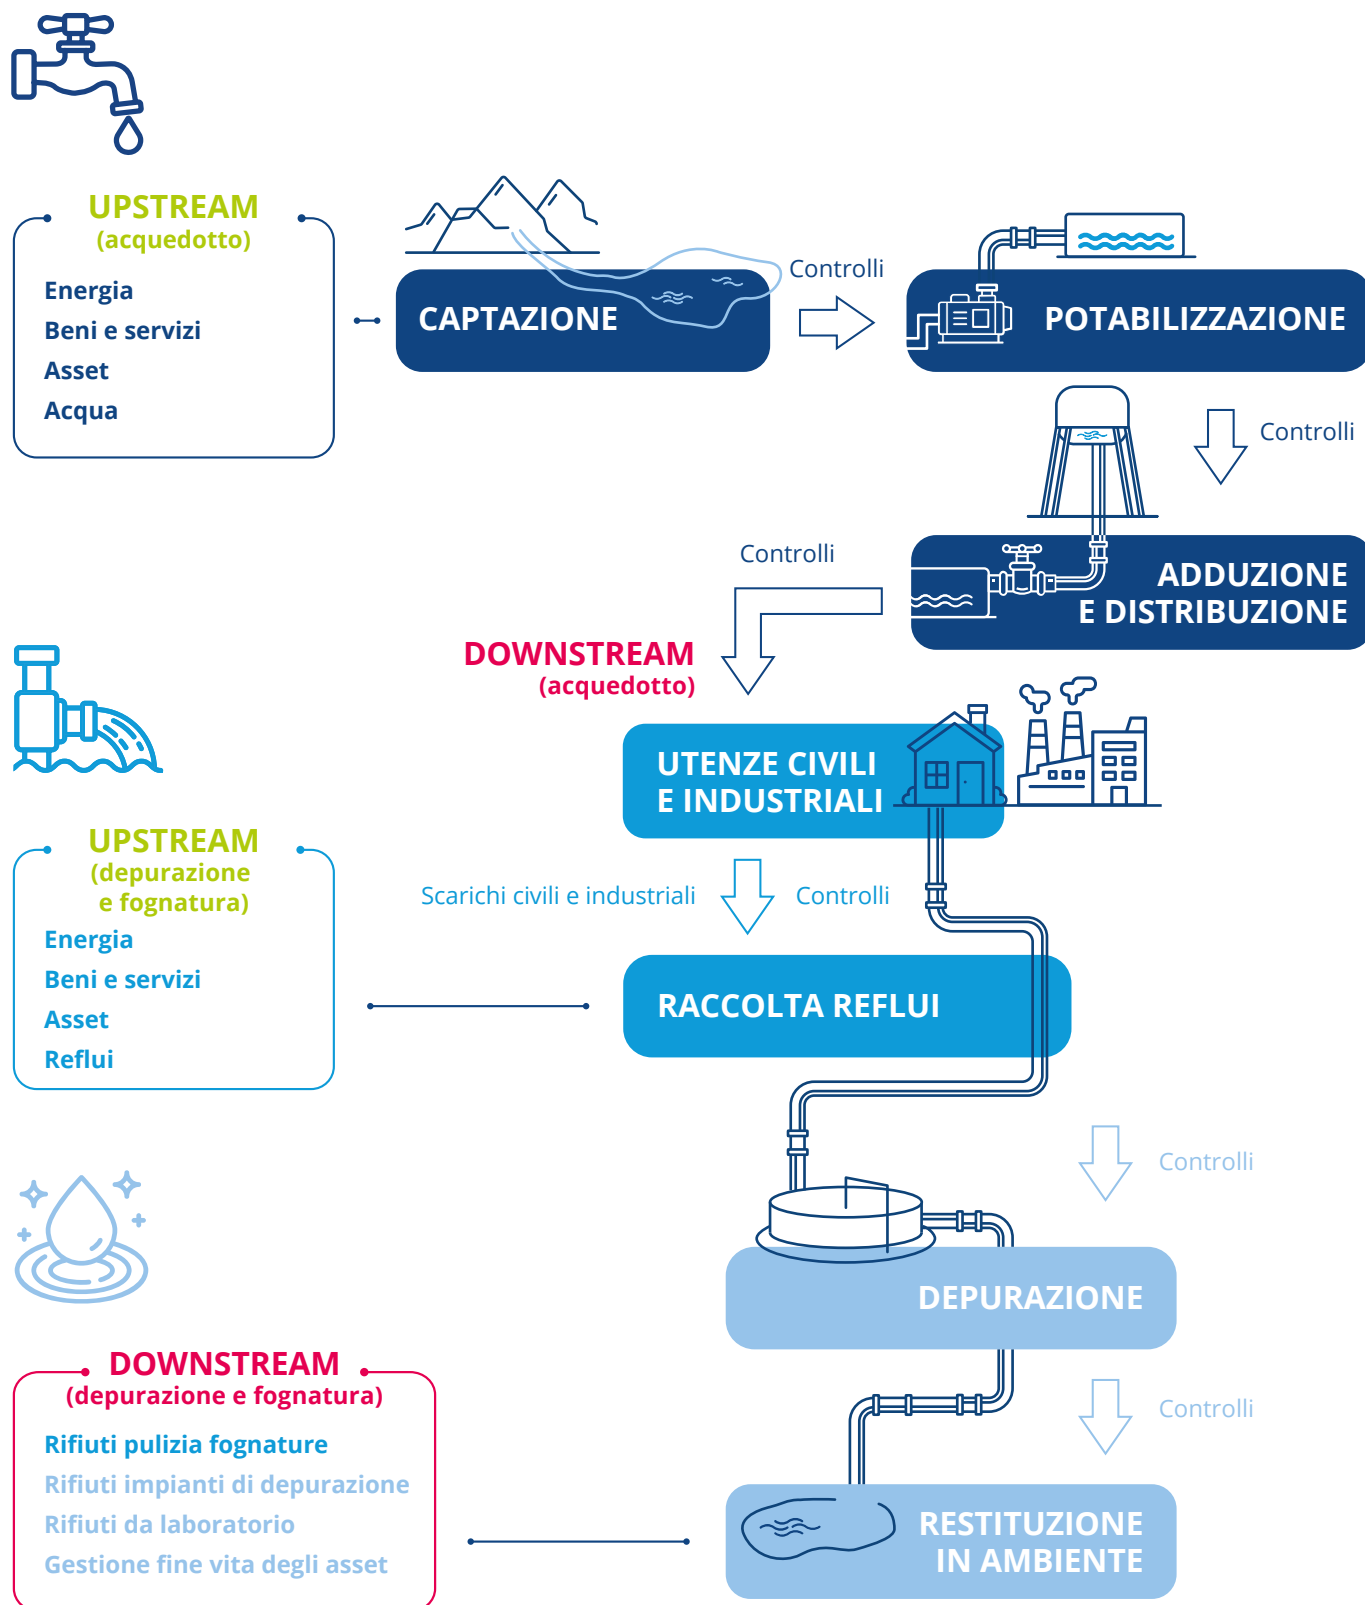 UPSTREAM
(acquedotto)
Energia
Beni e servizi
Asset
Acqua
CAPTAZIONE
Controlli
POTABILIZZAZIONE
Controlli
ADDUZIONE
E DISTRIBUZIONE
Controlli
DOWNSTREAM
(acquedotto)
UTENZE CIVILI
E INDUSTRIALI
Scarichi civili e industriali
Controlli
UPSTREAM
(depurazione
e fognatura)
Energia
Beni e servizi
Asset
Reflui
RACCOLTA REFLUI
Controlli
DEPURAZIONE
Controlli
DOWNSTREAM
(depurazione e fognatura)
Rifiuti pulizia fognature
Rifiuti impianti di depurazione
Rifiuti da laboratorio
Gestione fine vita degli asset
RESTITUZIONE
IN AMBIENTE